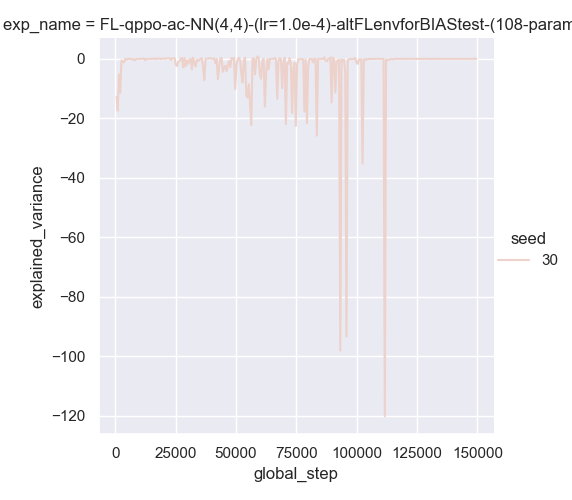 exp_name = FL-qppo-ac-NN(4,4)-(lr=1.0e-4)-altFLenvforBIAStest-(108-param
0
−20
−40
−60
−80
−100
−120
explained_variance
0 25000 50000 75000 100000 125000 150000
global_step
seed
30